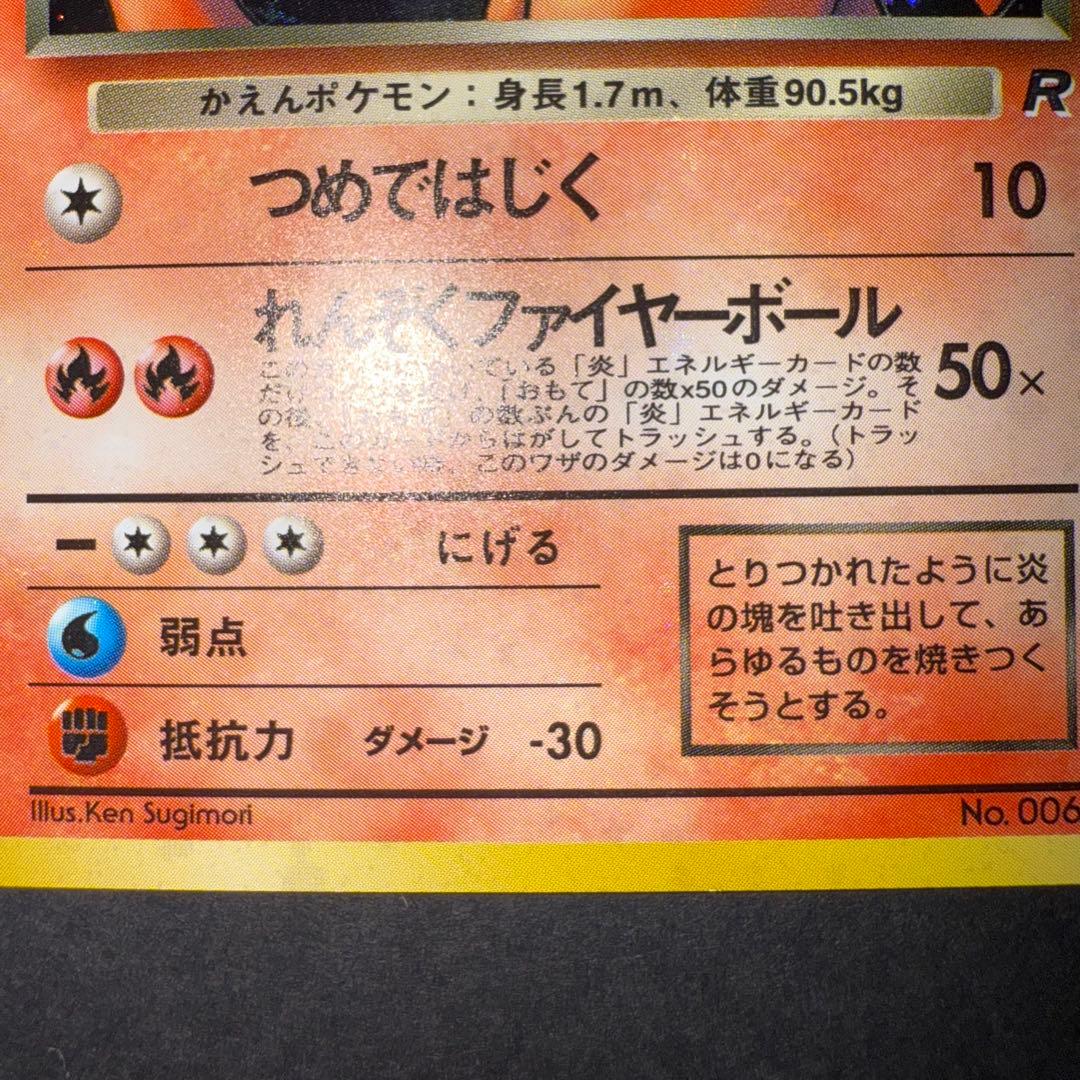 かえんポケモン：身長1.7m、体重90.5kg
R
つめではじく 10
れんぞくファイヤーボール
ている「炎」エネルギーカードの数
「おもて」の数x50のダメージ。そ
の後、の数ぶんの「炎」エネルギーカード
を、このカードからはがしてトラッシュする。（トラッ
シュできない時、このワザのダメージは0になる）
50×
にげる
弱点
抵抗力 ダメージ -30
とりつかれたように炎
の塊を吐き出して、あ
らゆるものを焼きつく
そうとする。
Illus.Ken Sugimori
No. 006